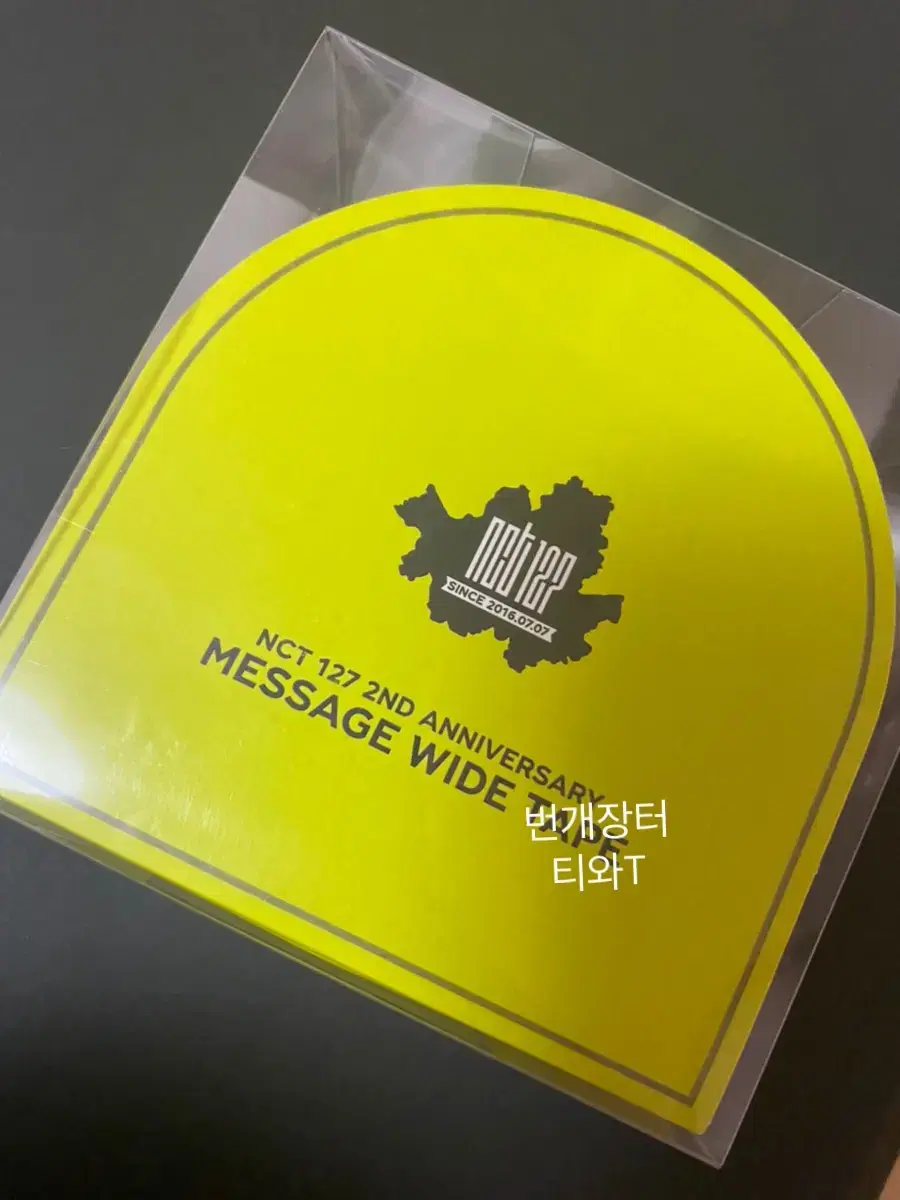 nct 127
SINCE 2016.07.07
NCT 127 2ND ANNIVERSARY
MESSAGE WIDE TAPE
번개장터
티와T